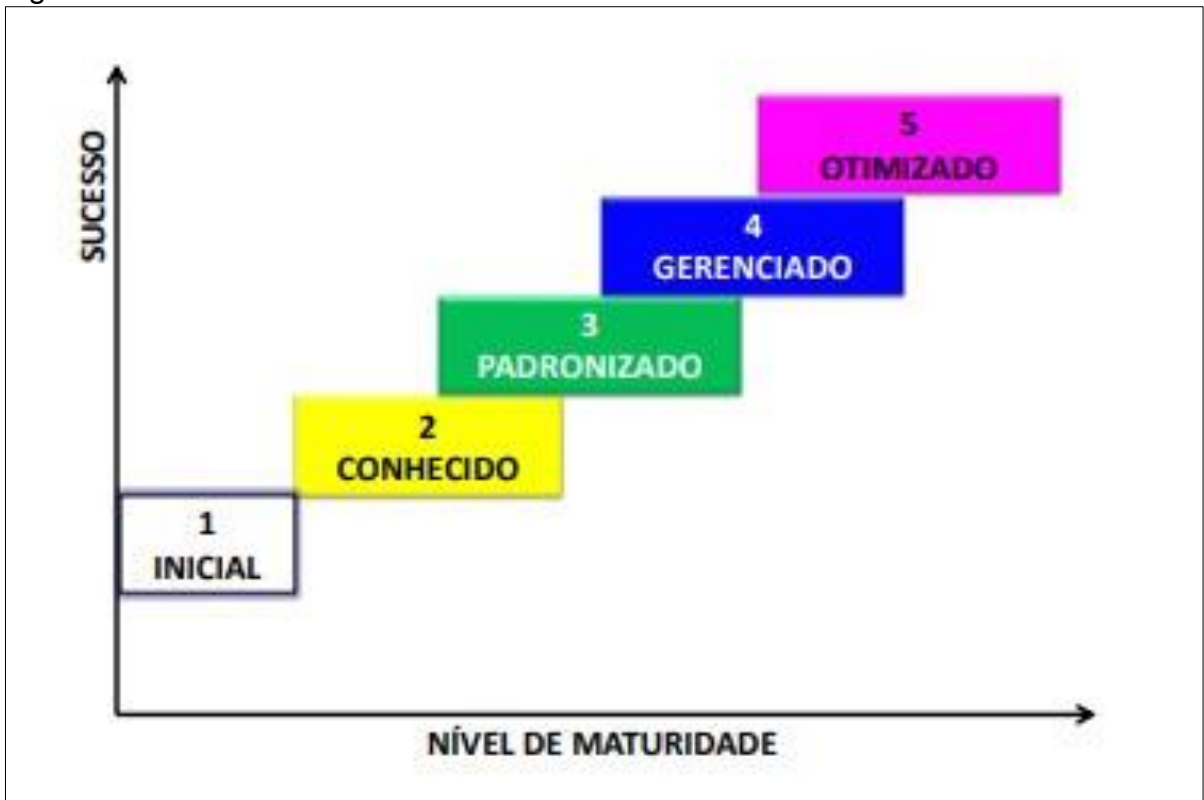 SUCESSO
5
OTIMIZADO
4
GERENCIADO
3
PADRONIZADO
2
CONHECIDO
1
INICIAL
NÍVEL DE MATURIDADE